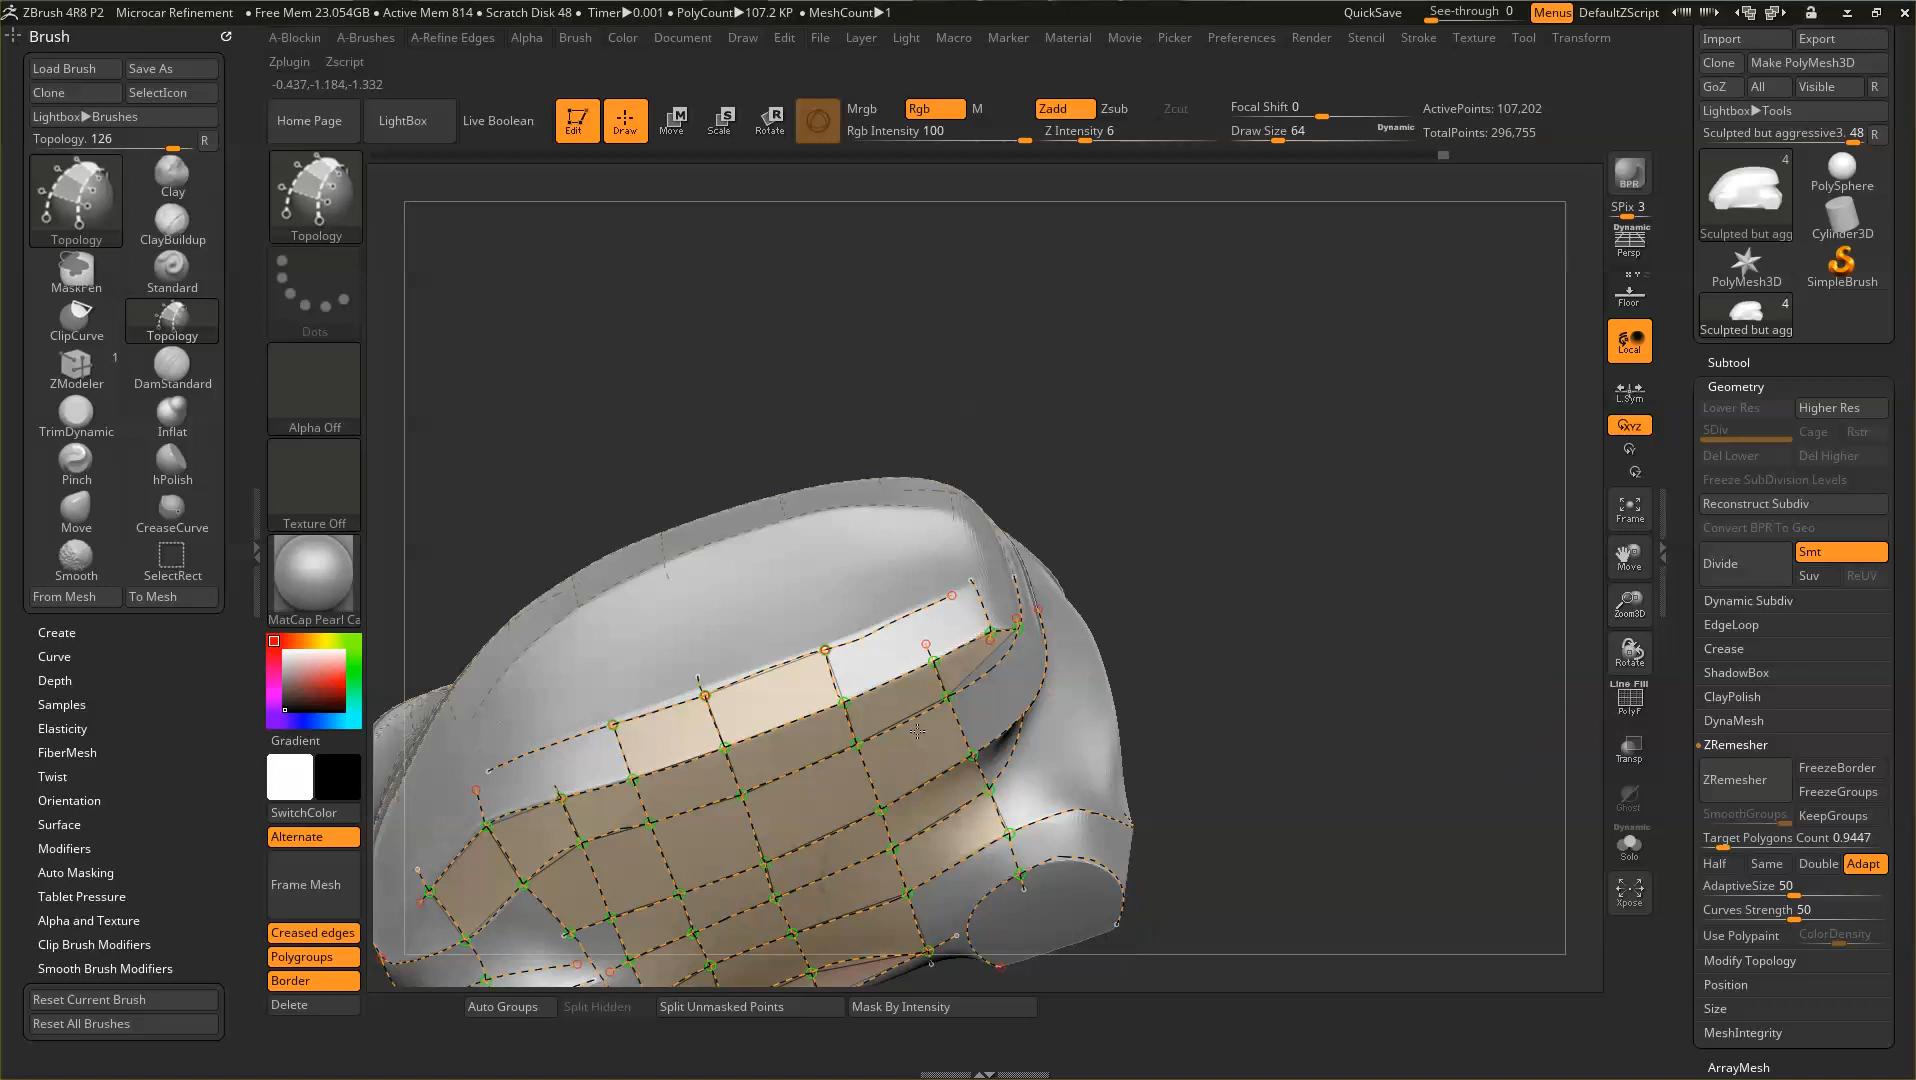 ZBrush 4R8 P2 Microcar Refinement • Free Mem 23.054GB • Active Mem 814 • Scratch Disk 48 • Timer▶0.001 • PolyCount▶107.2 KP • MeshCount▶1 QuickSave See-through 0 Menus DefaultZScript
Brush
A-Blockin A-Brushes A-Refine Edges Alpha Brush Color Document Draw Edit File Layer Light Macro Marker Material Movie Picker Preferences Render Stencil Stroke Texture Tool Transform
Zplugin Zscript
-0.437,-1.184,-1.332
Load Brush Save As
Clone SelectIcon
Lightbox▶Brushes
Topology. 126 R
Topology
Clay
ClayBuildup
MaskPen Standard
ClipCurve Topology
1
ZModeler DamStandard
TrimDynamic Inflat
Pinch hPolish
Move CreaseCurve
Smooth SelectRect
From Mesh To Mesh
Create
Curve
Depth
Samples
Elasticity
FiberMesh
Twist
Orientation
Surface
Modifiers
Auto Masking
Tablet Pressure
Alpha and Texture
Clip Brush Modifiers
Smooth Brush Modifiers
Reset Current Brush
Reset All Brushes
Home Page LightBox Live Boolean
Edit Draw Move Scale Rotate
M S R
Mrgb Rgb M
Rgb Intensity 100
Zadd Zsub Zcut
Z Intensity 6
Focal Shift 0
Draw Size 64 Dynamic
ActivePoints: 107,202
TotalPoints: 296,755
Topology
Dots
Alpha Off
Texture Off
MatCap Pearl Ca
Gradient
SwitchColor
Alternate
Frame Mesh
Creased edges
Polygroups
Border
Delete
Auto Groups Split Hidden Split Unmasked Points Mask By Intensity
BPR
SPix 3
Dynamic
Persp
Floor
Local
L.Sym
XYZ
Y
Z
Frame
Move
Zoom3D
Rotate
Line Fill
PolyF
Transp
Ghost
Dynamic
Solo
Xpose
Import Export
Clone Make PolyMesh3D
GoZ All Visible R
Lightbox▶Tools
Sculpted but aggressive3. 48 R
4
Sculpted but agg
PolySphere
Cylinder3D
PolyMesh3D SimpleBrush
4
Sculpted but agg
Subtool
Geometry
Lower Res Higher Res
SDiv Cage Rstr
Del Lower Del Higher
Freeze SubDivision Levels
Reconstruct Subdiv
Convert BPR To Geo
Divide Smt
Suv ReUV
Dynamic Subdiv
EdgeLoop
Crease
ShadowBox
ClayPolish
DynaMesh
ZRemesher
ZRemesher FreezeBorder
FreezeGroups
SmoothGroups KeepGroups
Target Polygons Count 0.9447
Half Same Double Adapt
AdaptiveSize 50
Curves Strength 50
Use Polypaint ColorDensity
Modify Topology
Position
Size
MeshIntegrity
ArrayMesh